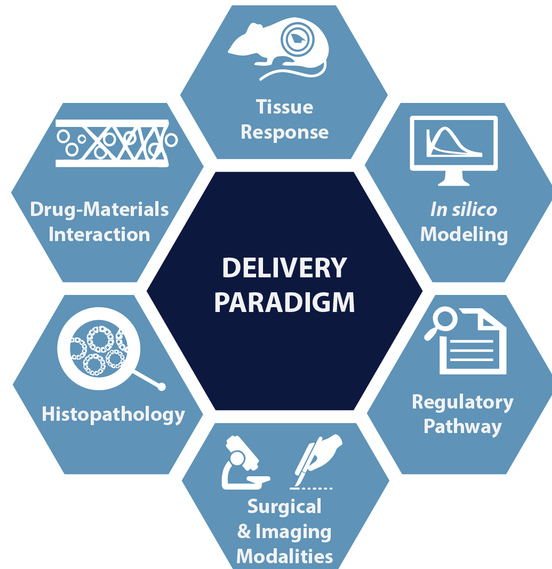 Tissue
Response
Drug-Materials
Interaction
In silico
Modeling
DELIVERY
PARADIGM
Histopathology
Regulatory
Pathway
Surgical
& Imaging
Modalities